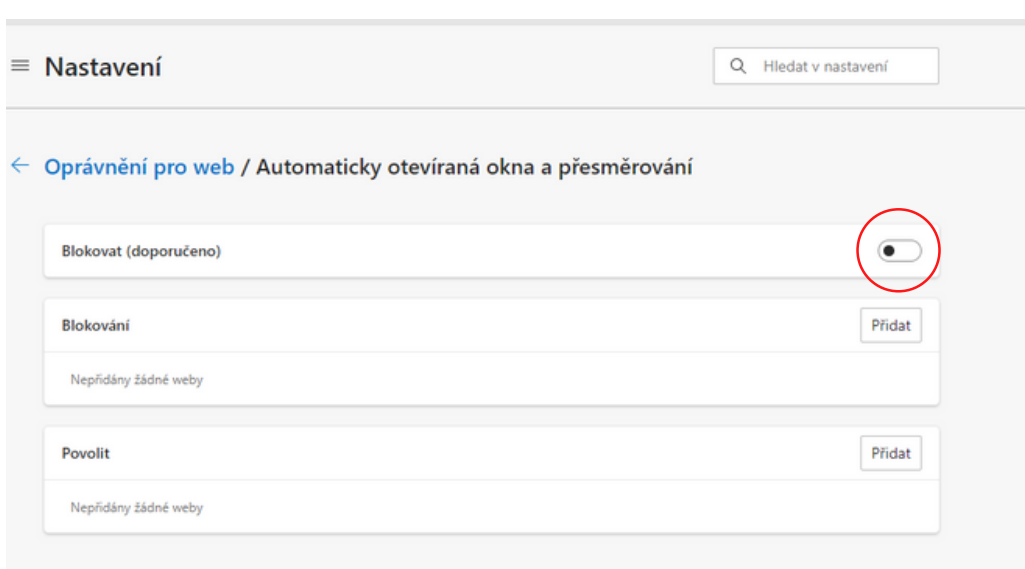 Nastavení
Hledat v nastavení
Oprávnění pro web / Automaticky otevíraná okna a přesměrování
Blokovat (doporučeno)
Blokování
Přidat
Nepřidány žádné weby
Povolit
Přidat
Nepřidány žádné weby